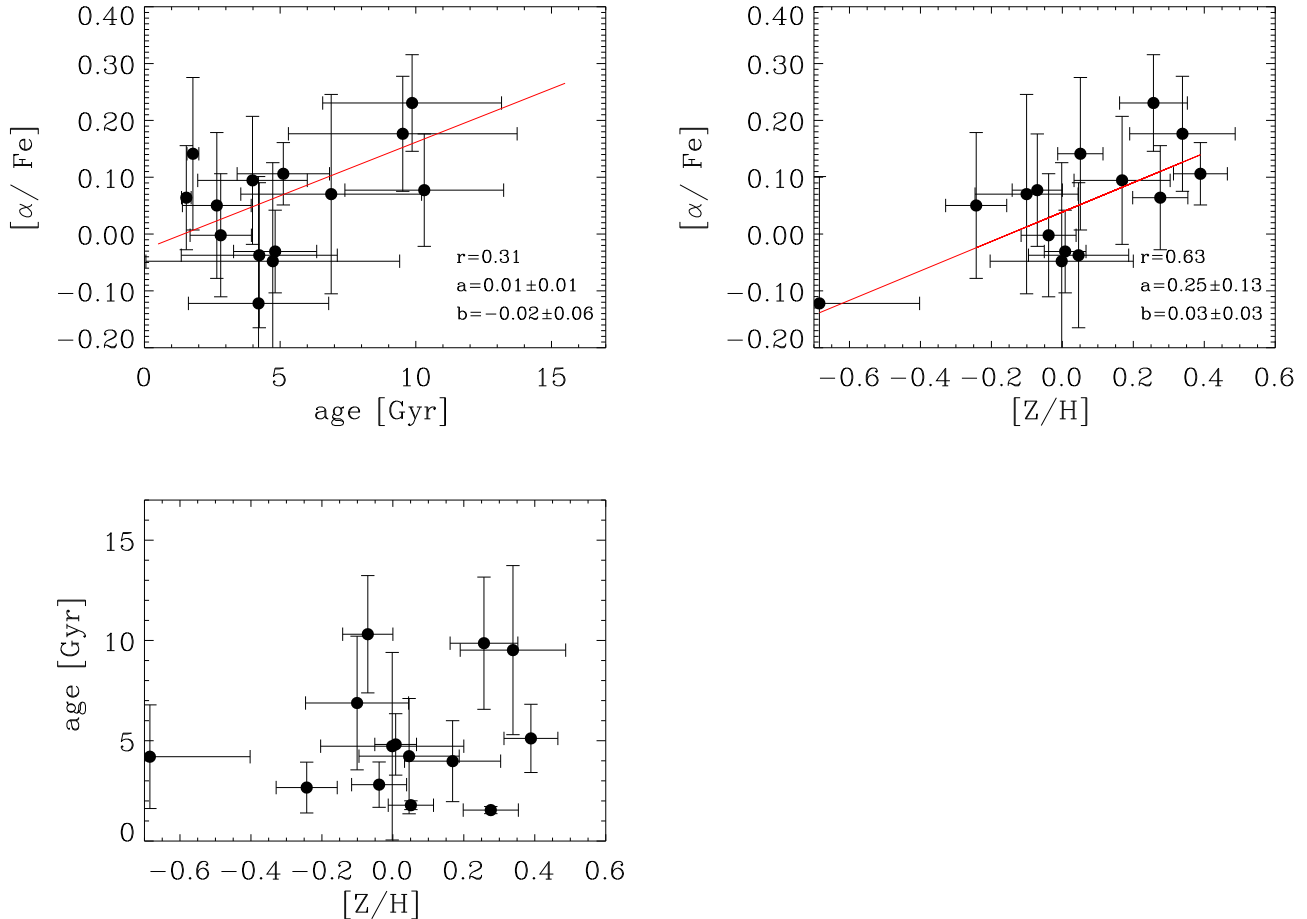 0.40
0.30
0.20
0.10
0.00
−0.10
−0.20
[α/ Fe]
r=0.31
a=0.01±0.01
b=−0.02±0.06
0 5 10 15
age [Gyr]
0.40
0.30
0.20
0.10
0.00
−0.10
−0.20
[α/ Fe]
r=0.63
a=0.25±0.13
b=0.03±0.03
−0.6 −0.4 −0.2 0.0 0.2 0.4 0.6
[Z/H]
15
10
5
0
age [Gyr]
−0.6 −0.4 −0.2 0.0 0.2 0.4 0.6
[Z/H]